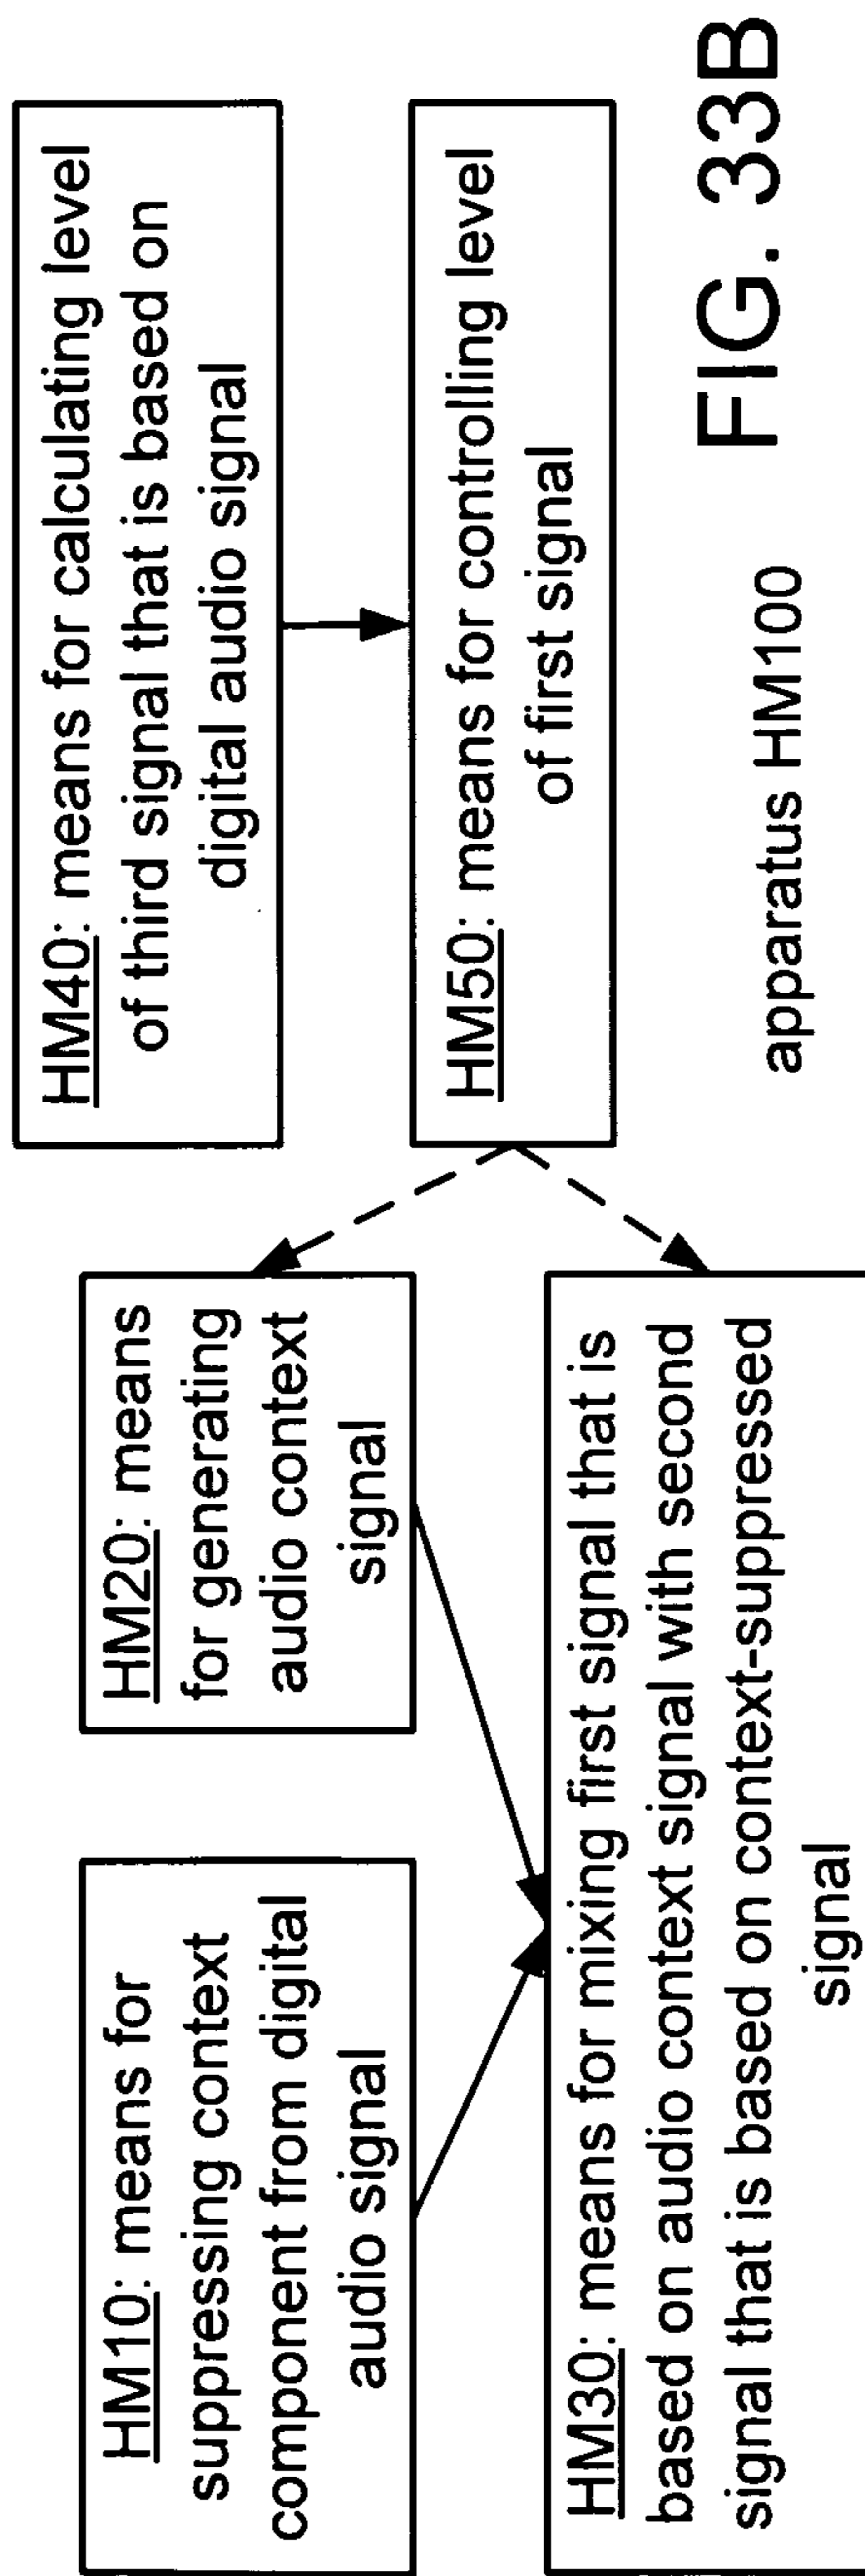 HM10: means for
suppressing context
component from digital
audio signal
HM20: means
for generating
audio context
signal
HM40: means for calculating level
of third signal that is based on
digital audio signal
HM50: means for controlling level
of first signal
HM30: means for mixing first signal that is
based on audio context signal with second
signal that is based on context-suppressed
signal
apparatus HM100
FIG. 33B